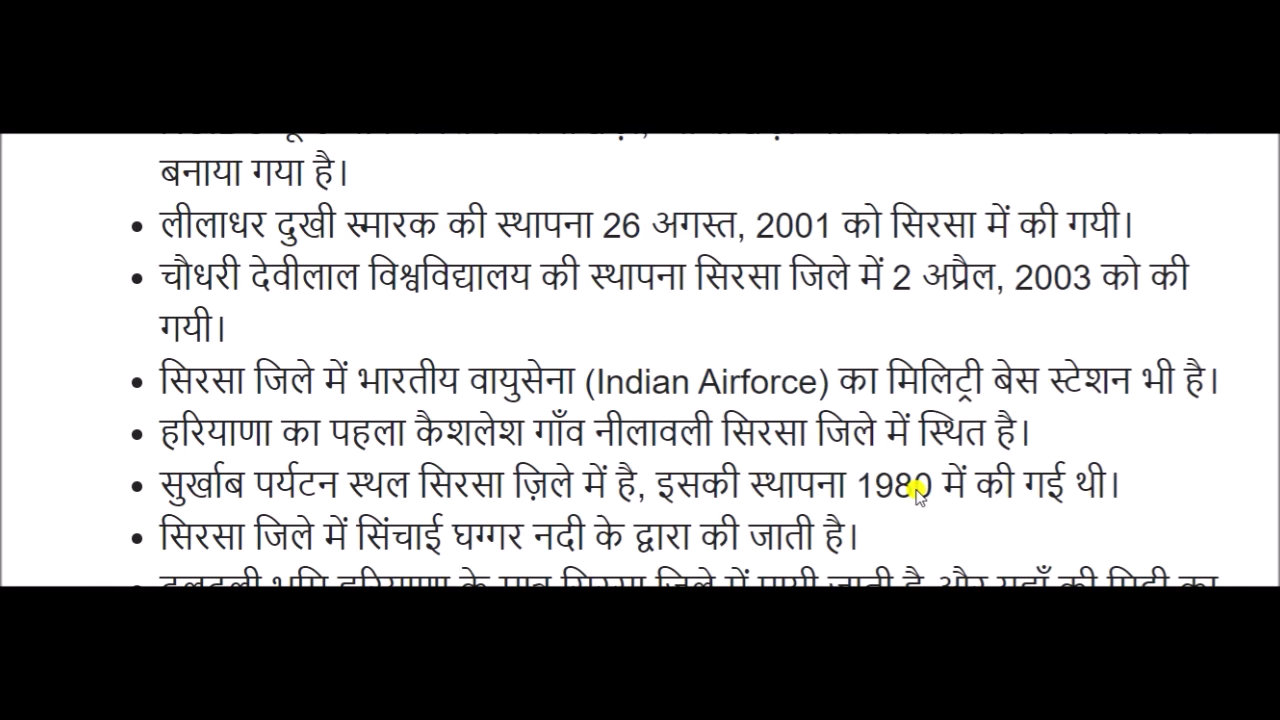 बनाया गया है।
• लीलाधर दुखी स्मारक की स्थापना 26 अगस्त, 2001 को सिरसा में की गयी।
• चौधरी देवीलाल विश्वविद्यालय की स्थापना सिरसा जिले में 2 अप्रैल, 2003 को की
गयी।
• सिरसा जिले में भारतीय वायुसेना (Indian Airforce) का मिलिट्री बेस स्टेशन भी है।
• हरियाणा का पहला कैशलेश गाँव नीलावली सिरसा जिले में स्थित है।
• सुर्खाब पर्यटन स्थल सिरसा ज़िले में है, इसकी स्थापना 1980 में की गई थी।
• सिरसा जिले में सिंचाई घग्गर नदी के द्वारा की जाती है।